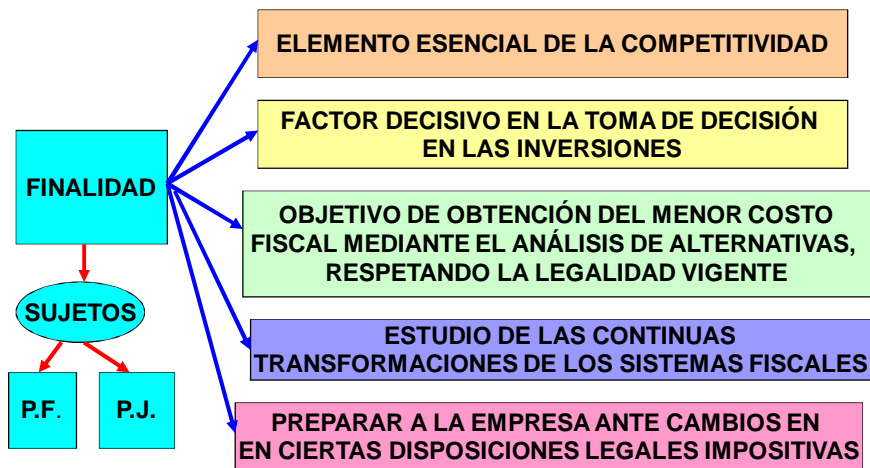 ELEMENTO ESENCIAL DE LA COMPETITIVIDAD
FACTOR DECISIVO EN LA TOMA DE DECISIÓN
EN LAS INVERSIONES
FINALIDAD
OBJETIVO DE OBTENCIÓN DEL MENOR COSTO
FISCAL MEDIANTE EL ANÁLISIS DE ALTERNATIVAS,
RESPETANDO LA LEGALIDAD VIGENTE
SUJETOS
ESTUDIO DE LAS CONTINUAS
TRANSFORMACIONES DE LOS SISTEMAS FISCALES
P.F.
P.J.
PREPARAR A LA EMPRESA ANTE CAMBIOS EN
EN CIERTAS DISPOSICIONES LEGALES IMPOSITIVAS